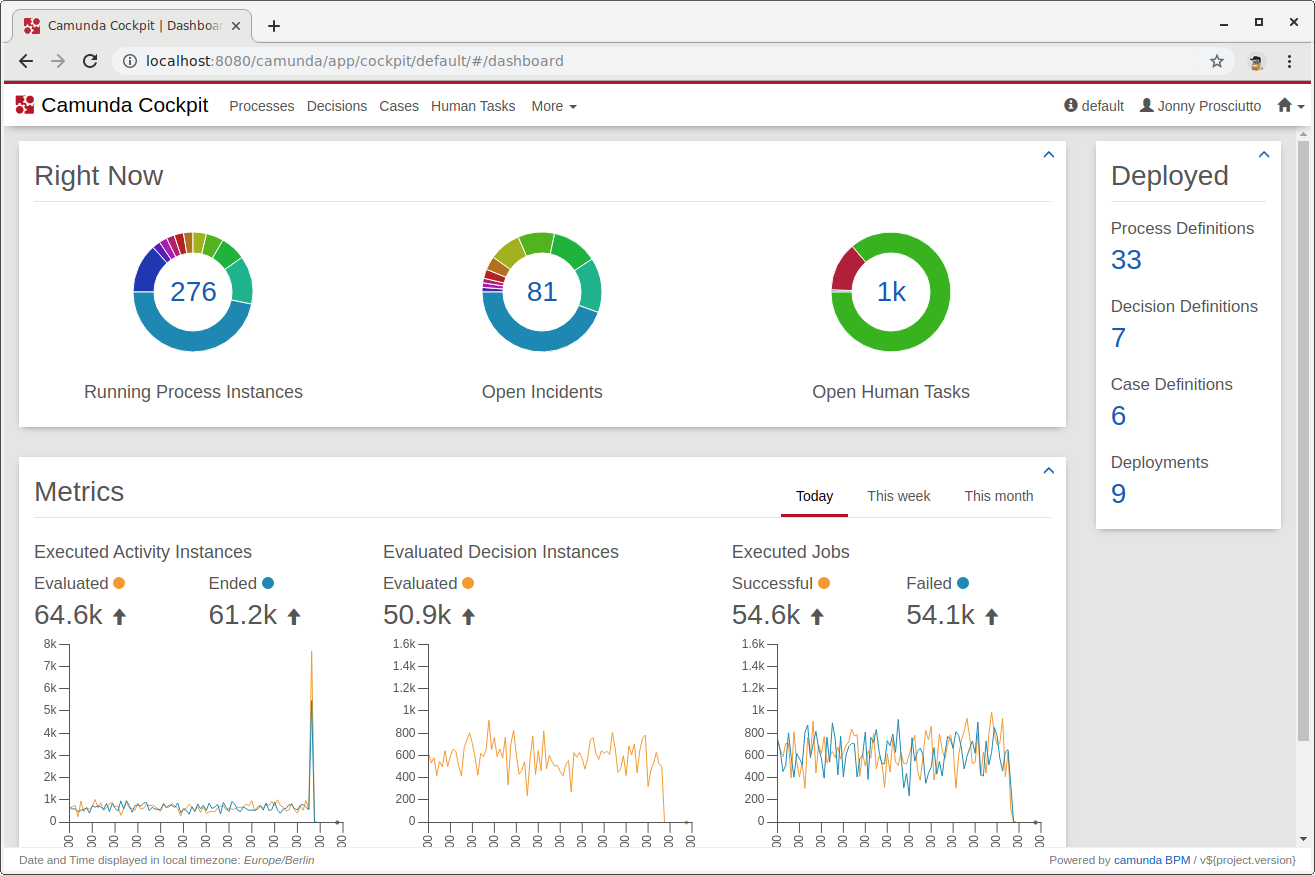 Camunda Cockpit | Dashboar
localhost:8080/camunda/app/cockpit/default/#/dashboard
Camunda Cockpit Processes Decisions Cases Human Tasks More default Jonny Prosciutto
Right Now
276
81
1k
Running Process Instances
Open Incidents
Open Human Tasks
Deployed
Process Definitions
33
Decision Definitions
7
Case Definitions
6
Deployments
9
Metrics
Today This week This month
Executed Activity Instances
Evaluated Ended
64.6k 61.2k
8k
7k
6k
5k
4k
3k
2k
1k
0
Evaluated Decision Instances
Evaluated
50.9k
1.6k
1.4k
1.2k
1k
800
600
400
200
0
Executed Jobs
Successful Failed
54.6k 54.1k
1.6k
1.4k
1.2k
1k
800
600
400
200
0
Date and Time displayed in local timezone: Europe/Berlin
Powered by camunda BPM / v${project.version}